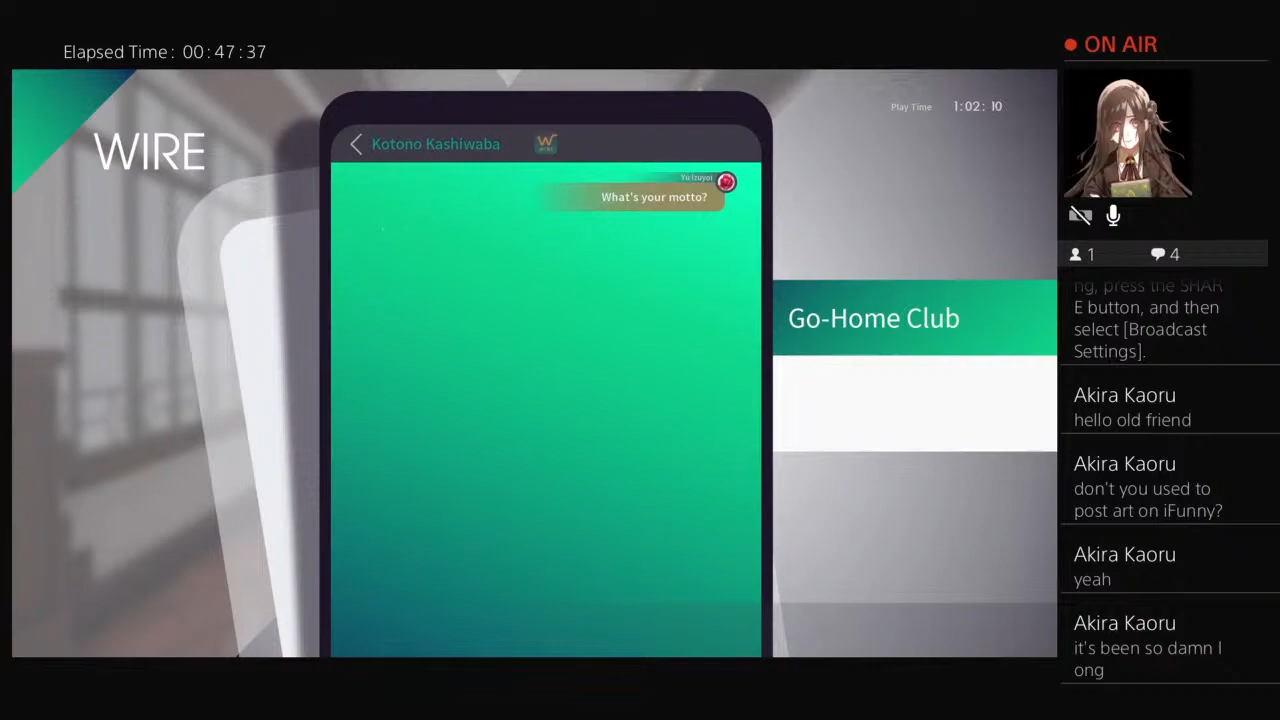 Elapsed Time: 00:47:37
ON AIR
WIRE
Kotono Kashiwaba
W
WIRE
Play Time 1:02:10
Yu Izuyoi
What's your motto?
Go-Home Club
1 4
ng, press the SHAR
E button, and then
select [Broadcast
Settings].
Akira Kaoru
hello old friend
Akira Kaoru
don't you used to
post art on iFunny?
Akira Kaoru
yeah
Akira Kaoru
it's been so damn l
ong